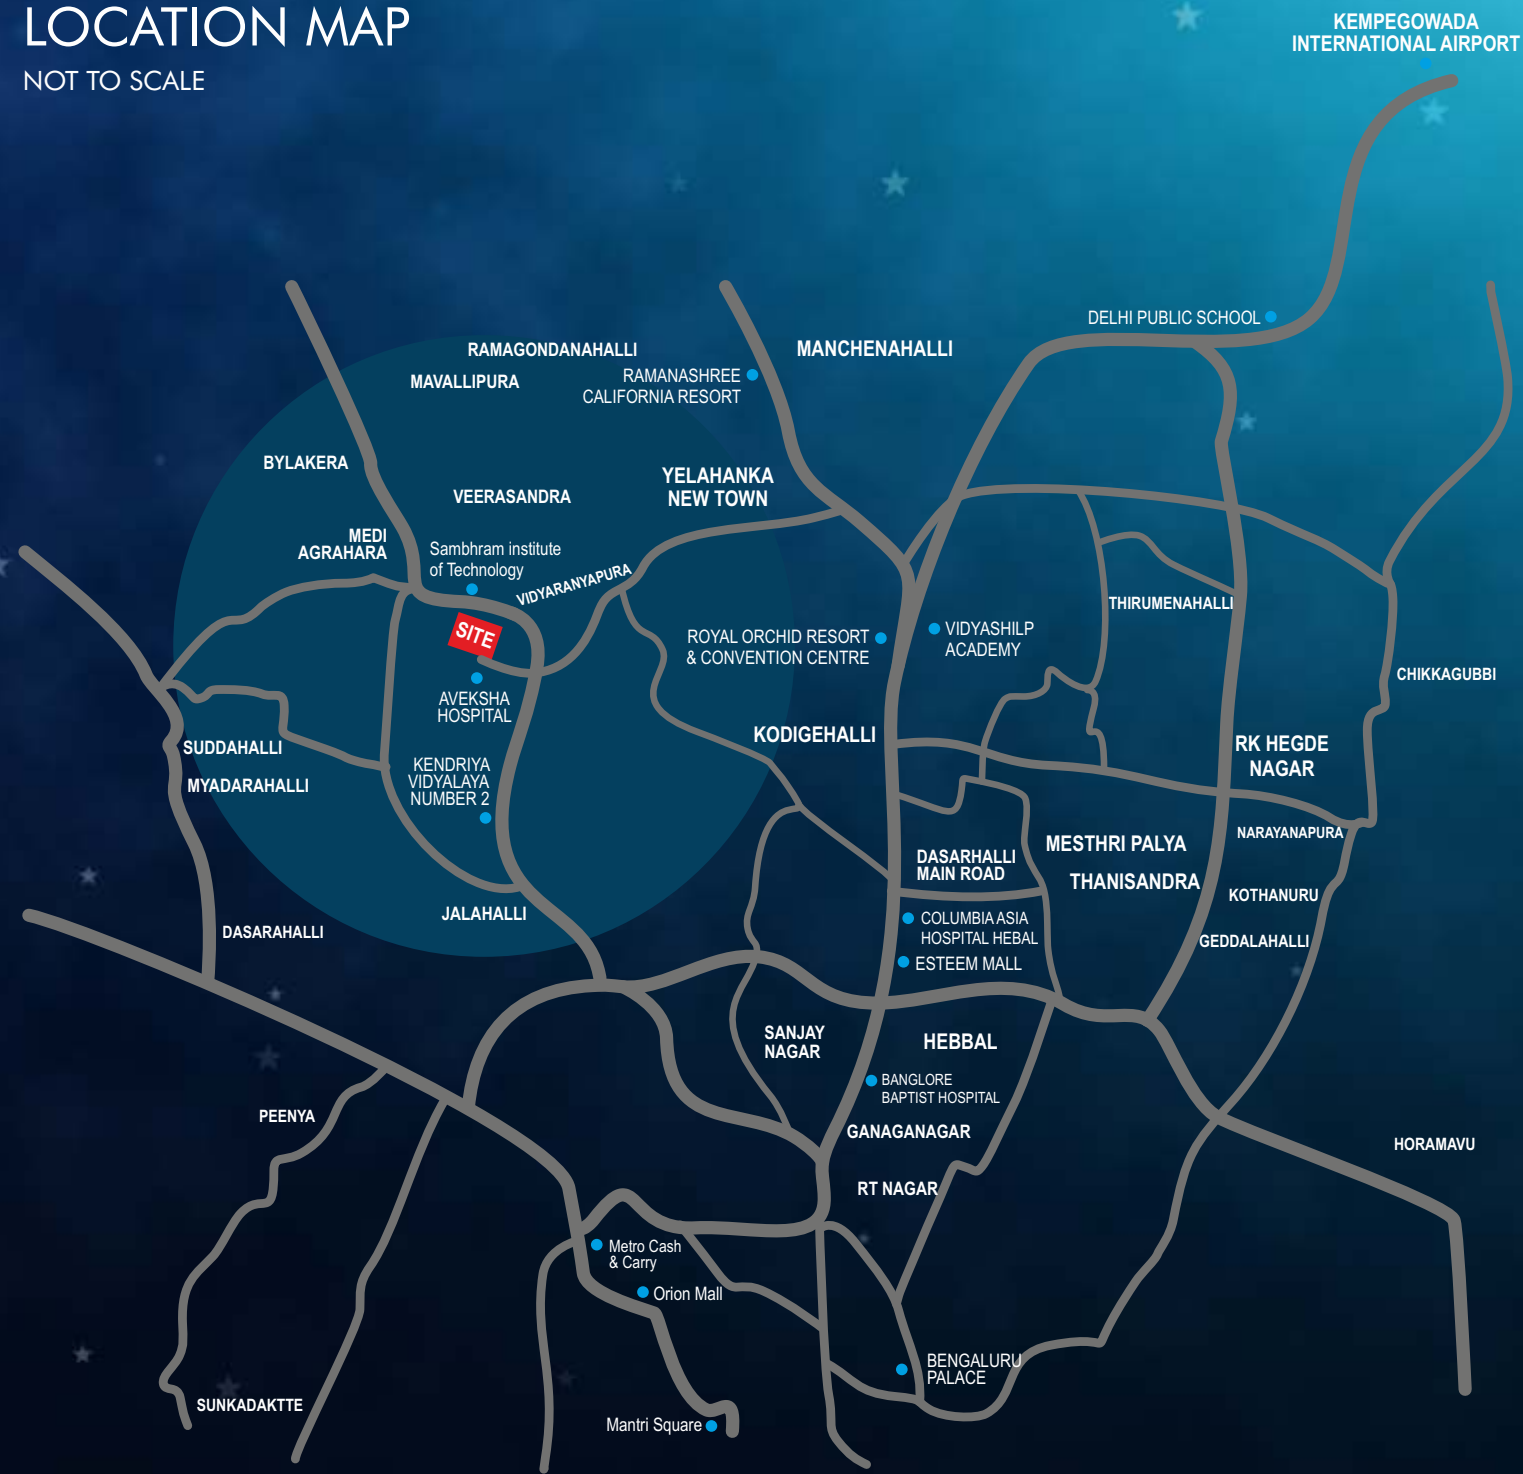 LOCATION MAP
NOT TO SCALE
KEMPEGOWADA
INTERNATIONAL AIRPORT
DELHI PUBLIC SCHOOL
RAMAGONDANAHALLI
MANCHENAHALLI
MAVALLIPURA
RAMANASHREE
CALIFORNIA RESORT
BYLAKERA
VEERASANDRA
YELAHANKA
NEW TOWN
MEDI
AGRAHARA
Sambhram institute
of Technology
VIDYARANYAPURA
THIRUMENAHALLI
SITE
ROYAL ORCHID RESORT
& CONVENTION CENTRE
VIDYASHILP
ACADEMY
CHIKKAGUBBI
AVEKSHA
HOSPITAL
KODIGEHALLI
SUDDAHALLI
RK HEGDE
NAGAR
MYADARAHALLI
KENDRIYA
VIDYALAYA
NUMBER 2
NARAYANAPURA
MESTHRI PALYA
DASARHALLI
MAIN ROAD
THANISANDRA
KOTHANURU
JALAHALLI
COLUMBIA ASIA
HOSPITAL HEBAL
DASARAHALLI
GEDDALAHALLI
ESTEEM MALL
SANJAY
NAGAR
HEBBAL
BANGLORE
BAPTIST HOSPITAL
PEENYA
GANAGANAGAR
HORAMAVU
RT NAGAR
Metro Cash
& Carry
Orion Mall
BENGALURU
PALACE
SUNKADAKTTE
Mantri Square